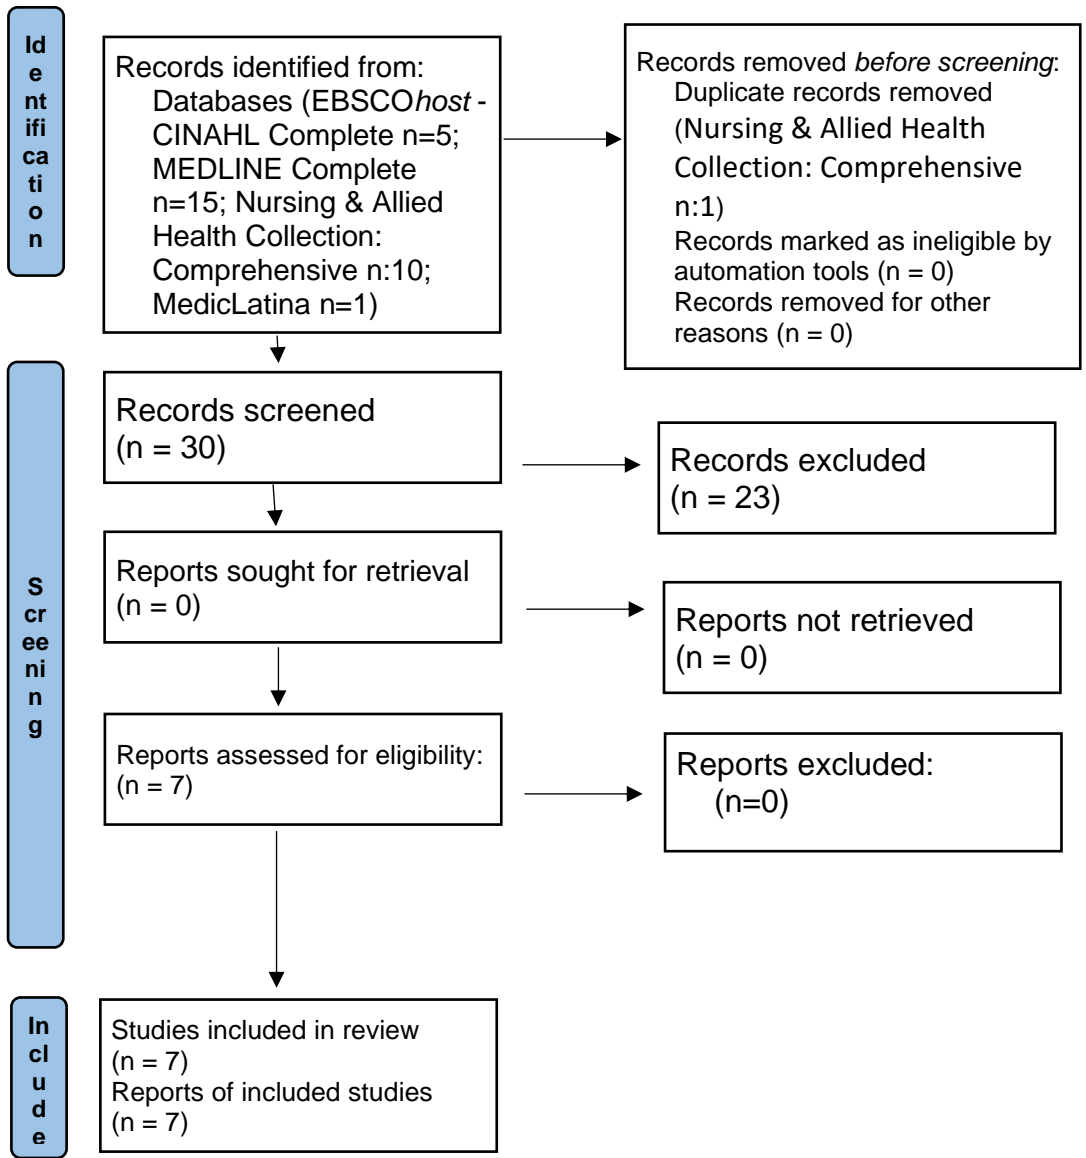 Id
e
nt
ifi
ca
ti
o
n
Records identified from:
Databases (EBSCOhost -
CINAHL Complete n=5;
MEDLINE Complete
n=15; Nursing & Allied
Health Collection:
Comprehensive n:10;
MedicLatina n=1)
Records removed before screening:
Duplicate records removed
(Nursing & Allied Health
Collection: Comprehensive
n:1)
Records marked as ineligible by
automation tools (n = 0)
Records removed for other
reasons (n = 0)
S
cr
ee
ni
n
g
Records screened
(n = 30)
Records excluded
(n = 23)
Reports sought for retrieval
(n = 0)
Reports not retrieved
(n = 0)
Reports assessed for eligibility:
(n = 7)
Reports excluded:
(n=0)
In
cl
u
d
e
Studies included in review
(n = 7)
Reports of included studies
(n = 7)